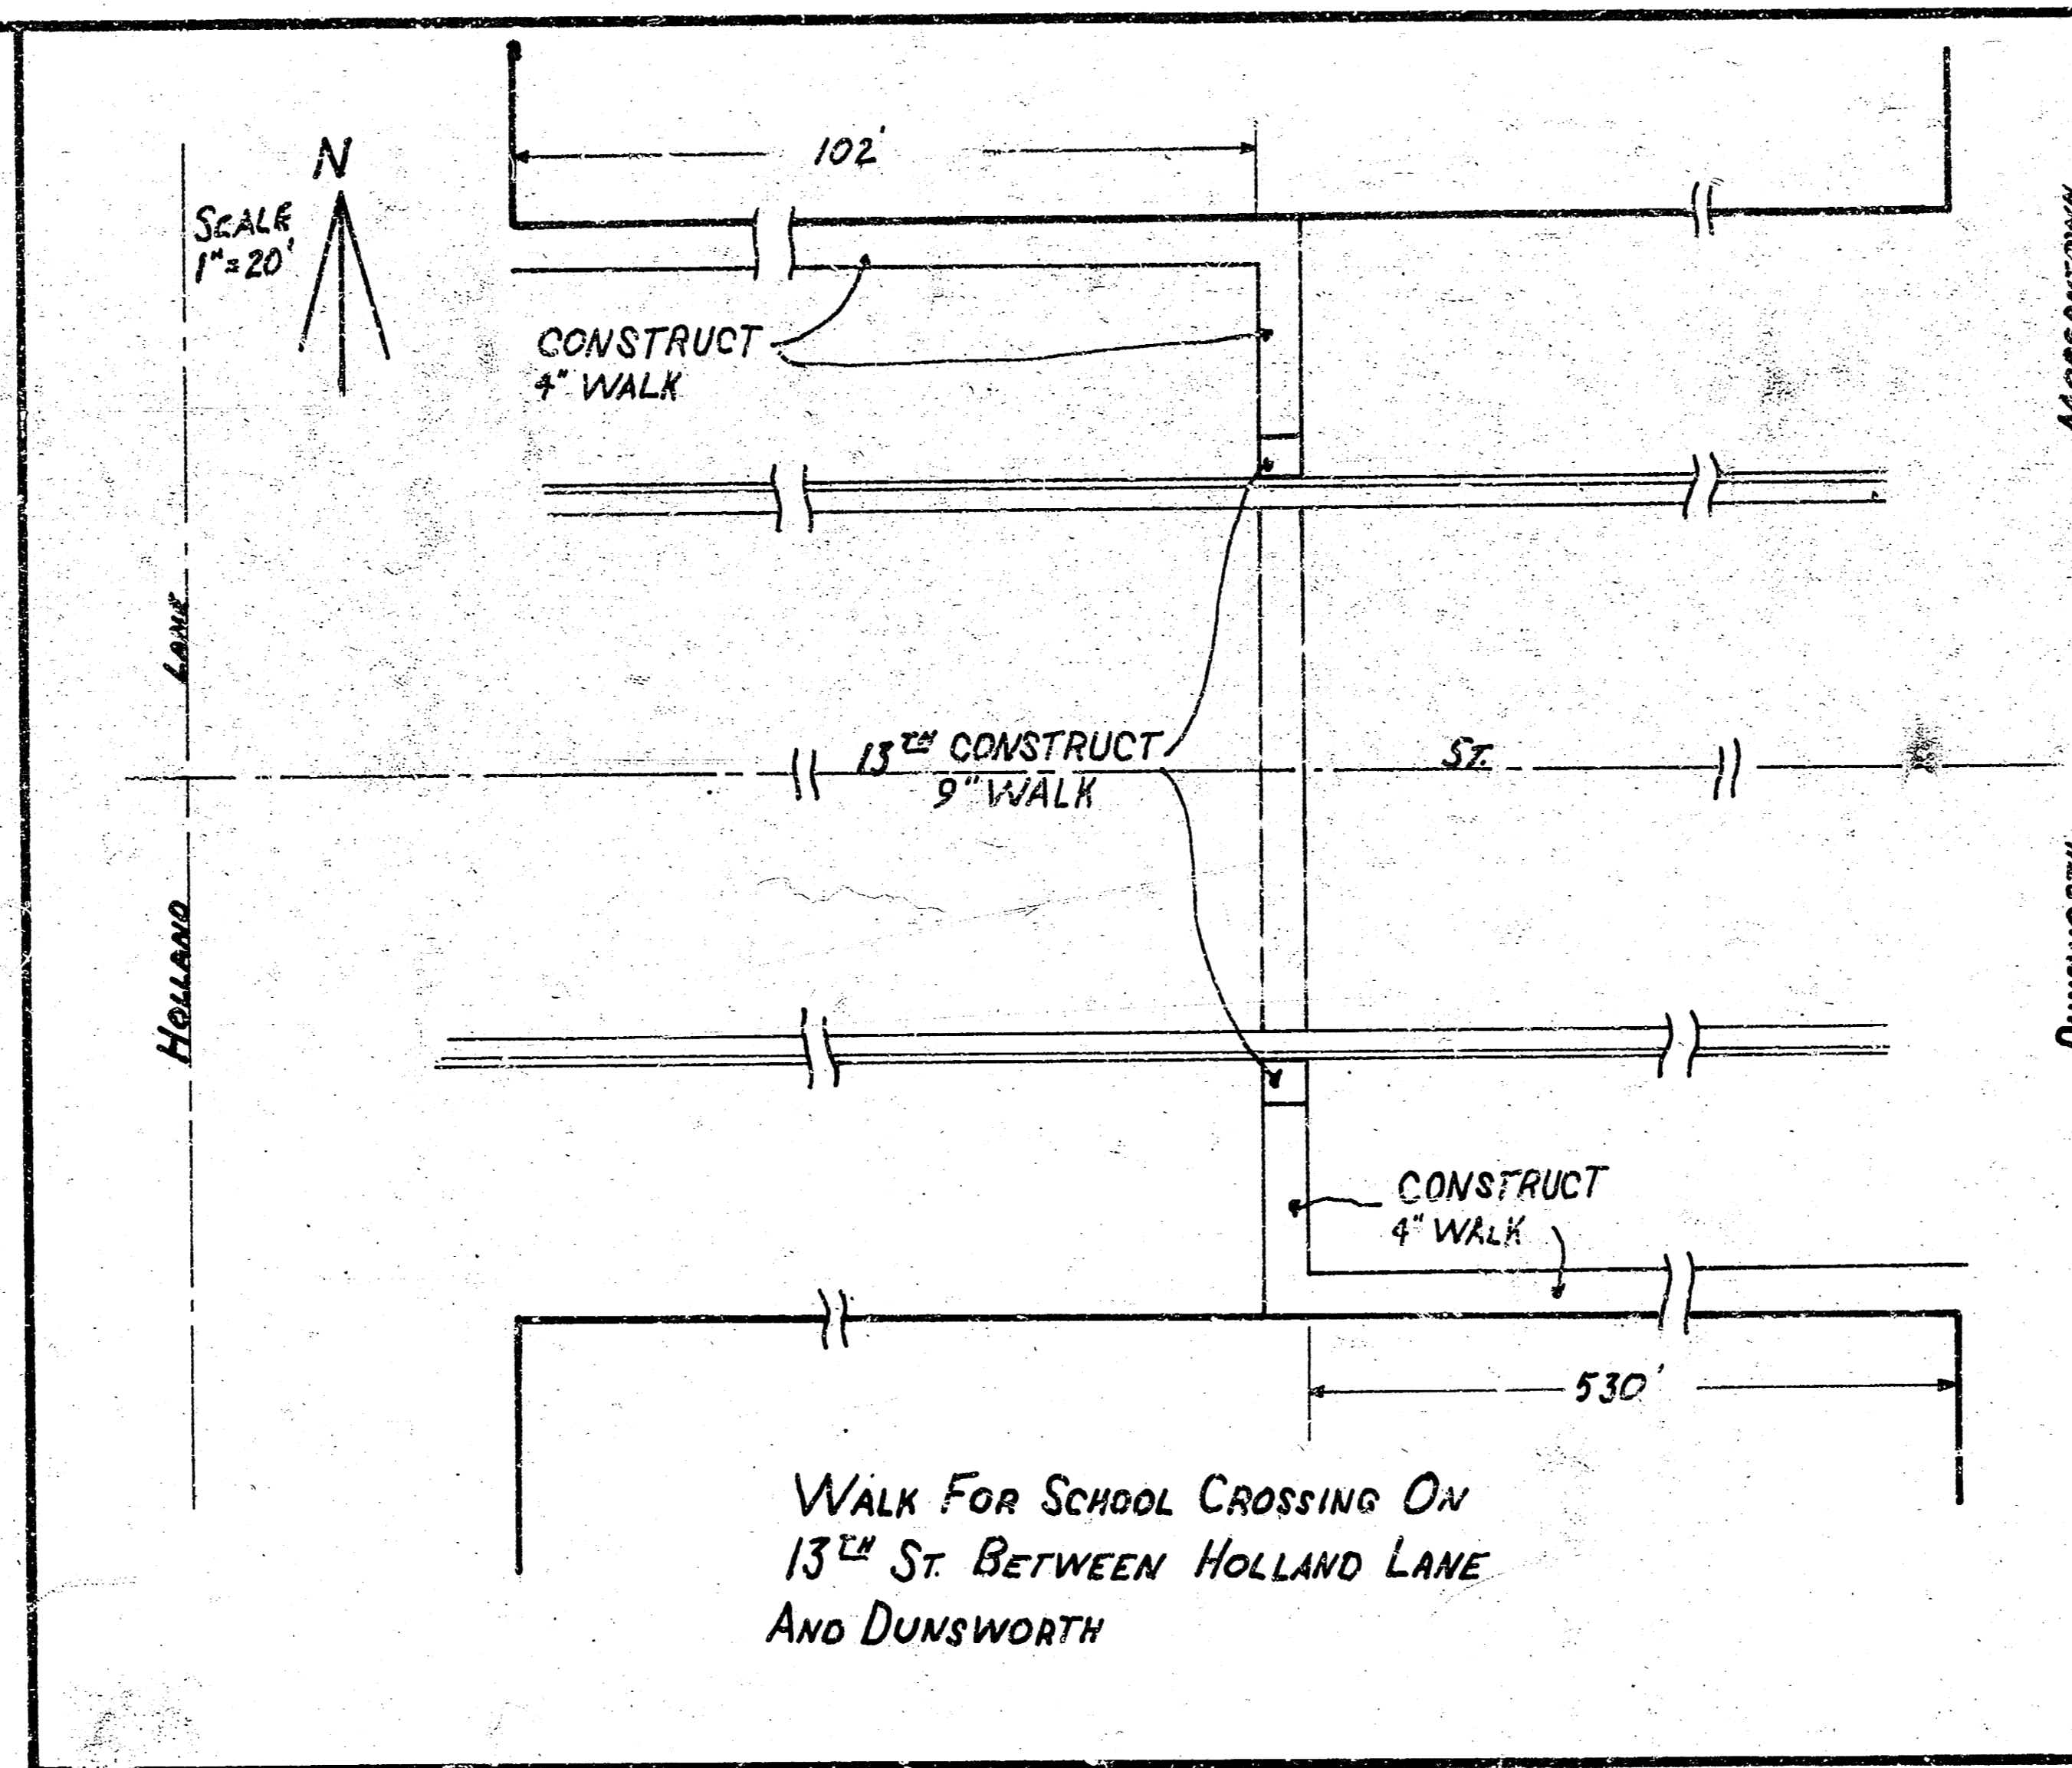 102'
N
SCALE
1"=20'
CONSTRUCT
4" WALK
LANE
13TH CONSTRUCT
9" WALK
ST.
HOLLAND
CONSTRUCT
4" WALK
530'
WALK FOR SCHOOL CROSSING ON
13TH ST. BETWEEN HOLLAND LANE
AND DUNSWORTH